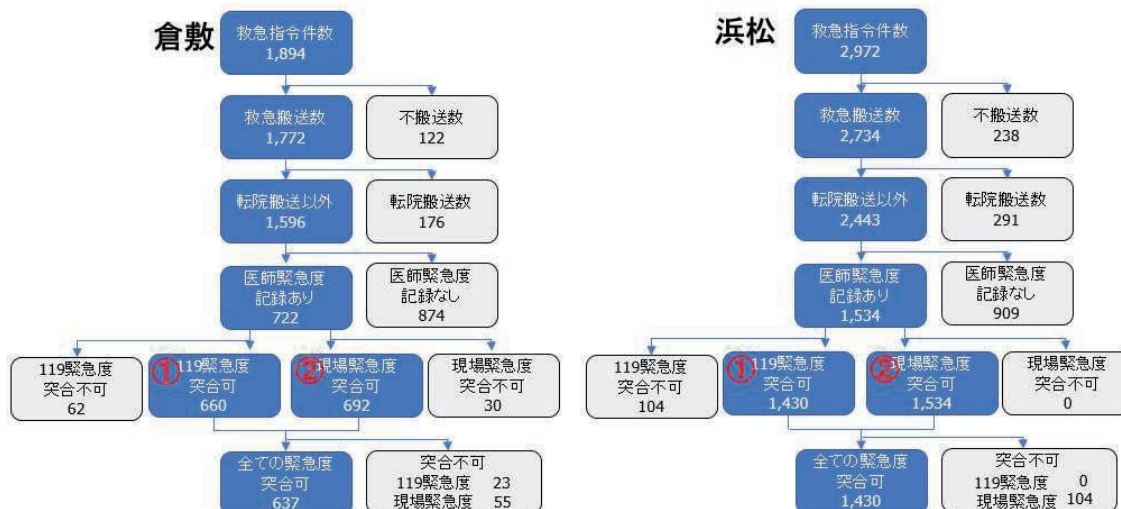 倉敷
救急指令件数
1,894
救急搬送数
1,772
不搬送数
122
転院搬送以外
1,596
転院搬送数
176
医師緊急度
記録あり
722
医師緊急度
記録なし
874
119緊急度
突合不可
62
①119緊急度
突合可
660
②現場緊急度
突合可
692
現場緊急度
突合不可
30
全ての緊急度
突合可
637
突合不可
119緊急度 23
現場緊急度 55
浜松
救急指令件数
2,972
救急搬送数
2,734
不搬送数
238
転院搬送以外
2,443
転院搬送数
291
医師緊急度
記録あり
1,534
医師緊急度
記録なし
909
119緊急度
突合不可
104
①119緊急度
突合可
1,430
②現場緊急度
突合可
1,534
現場緊急度
突合不可
0
全ての緊急度
突合可
1,430
突合不可
119緊急度 0
現場緊急度 104